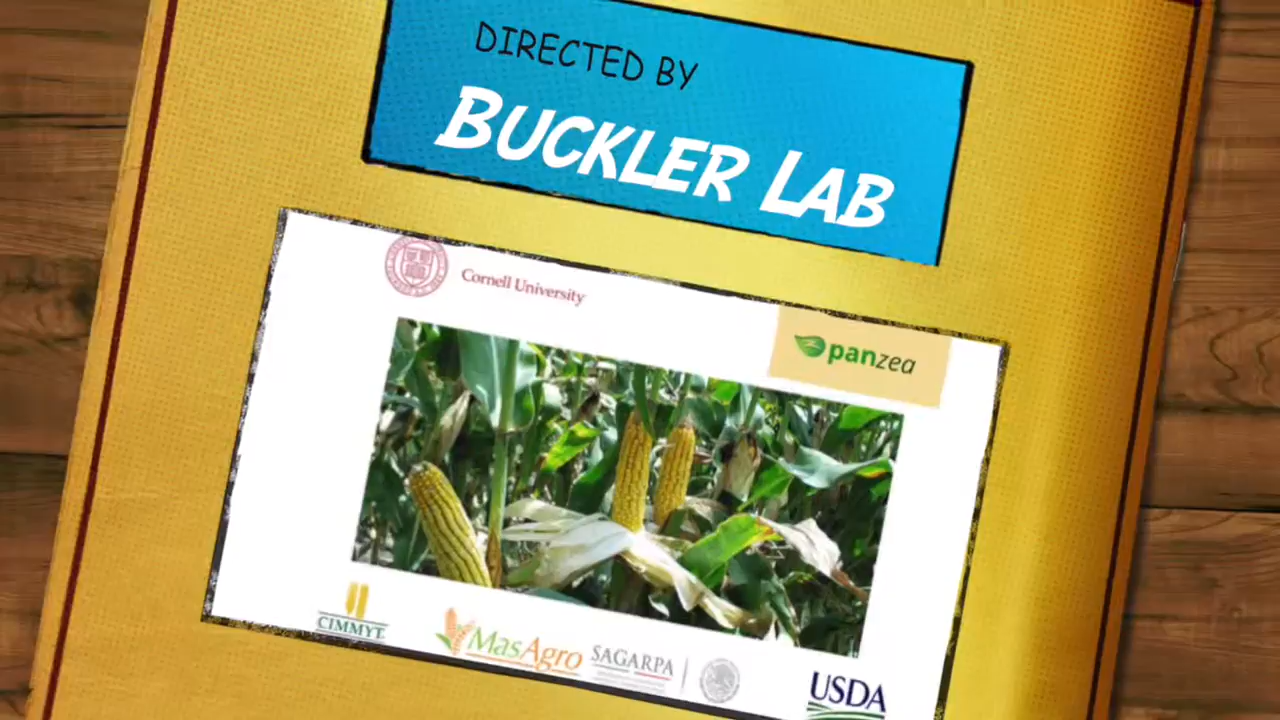 DIRECTED BY
BUCKLER LAB
Cornell University
panzea
CIMMYT
MasAgro
SAGARPA
USDA